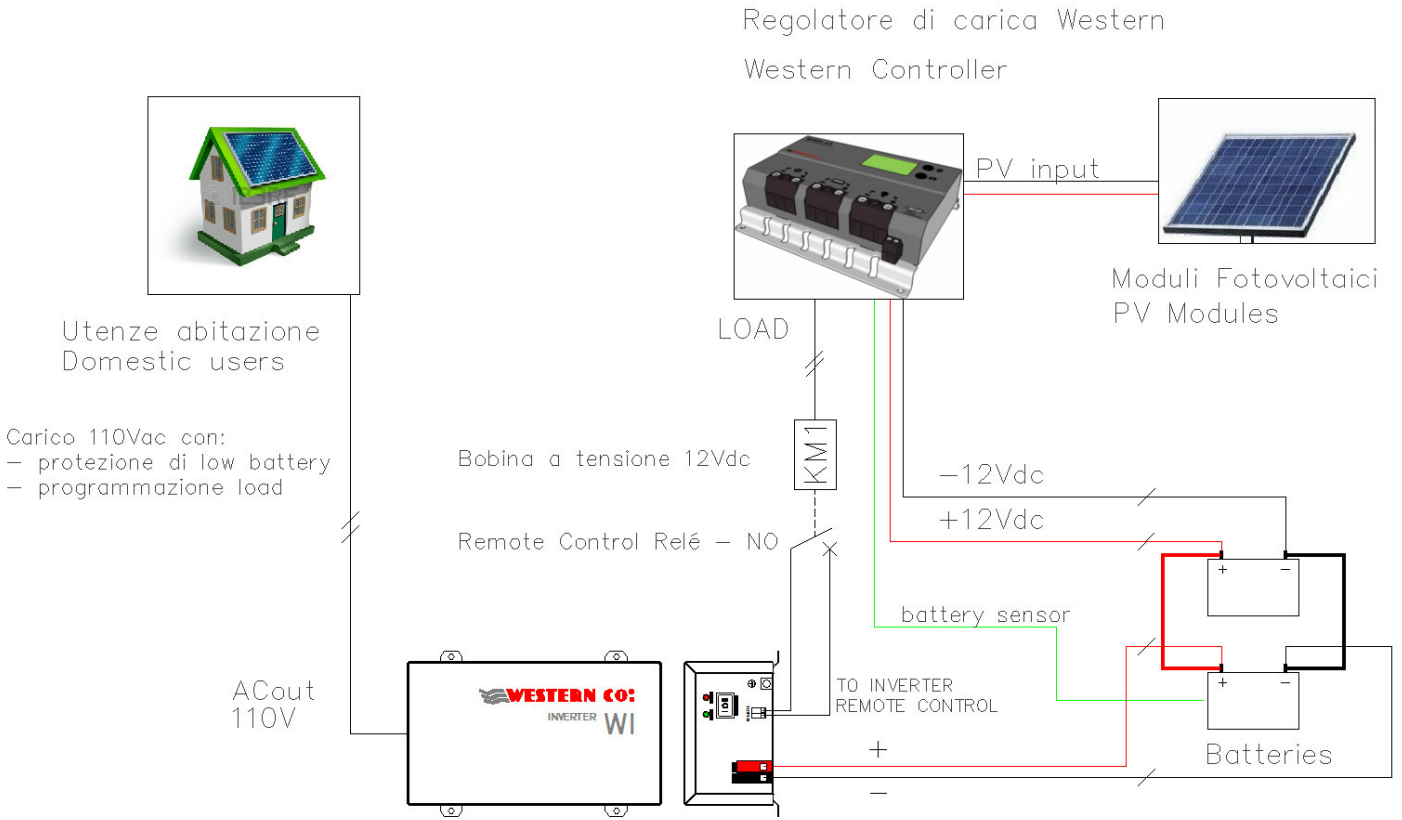 Regolatore di carica Western
Western Controller
PV input
Moduli Fotovoltaici
PV Modules
Utenze abitazione
Domestic users
LOAD
Carico 110Vac con:
– protezione di low battery
– programmazione load
Bobina a tensione 12Vdc
KM1
–12Vdc
+12Vdc
Remote Control Relé – NO
+ –
battery sensor
+ –
ACout
110V
WESTERN CO:
INVERTER WI
TO INVERTER
REMOTE CONTROL
Batteries
+
–